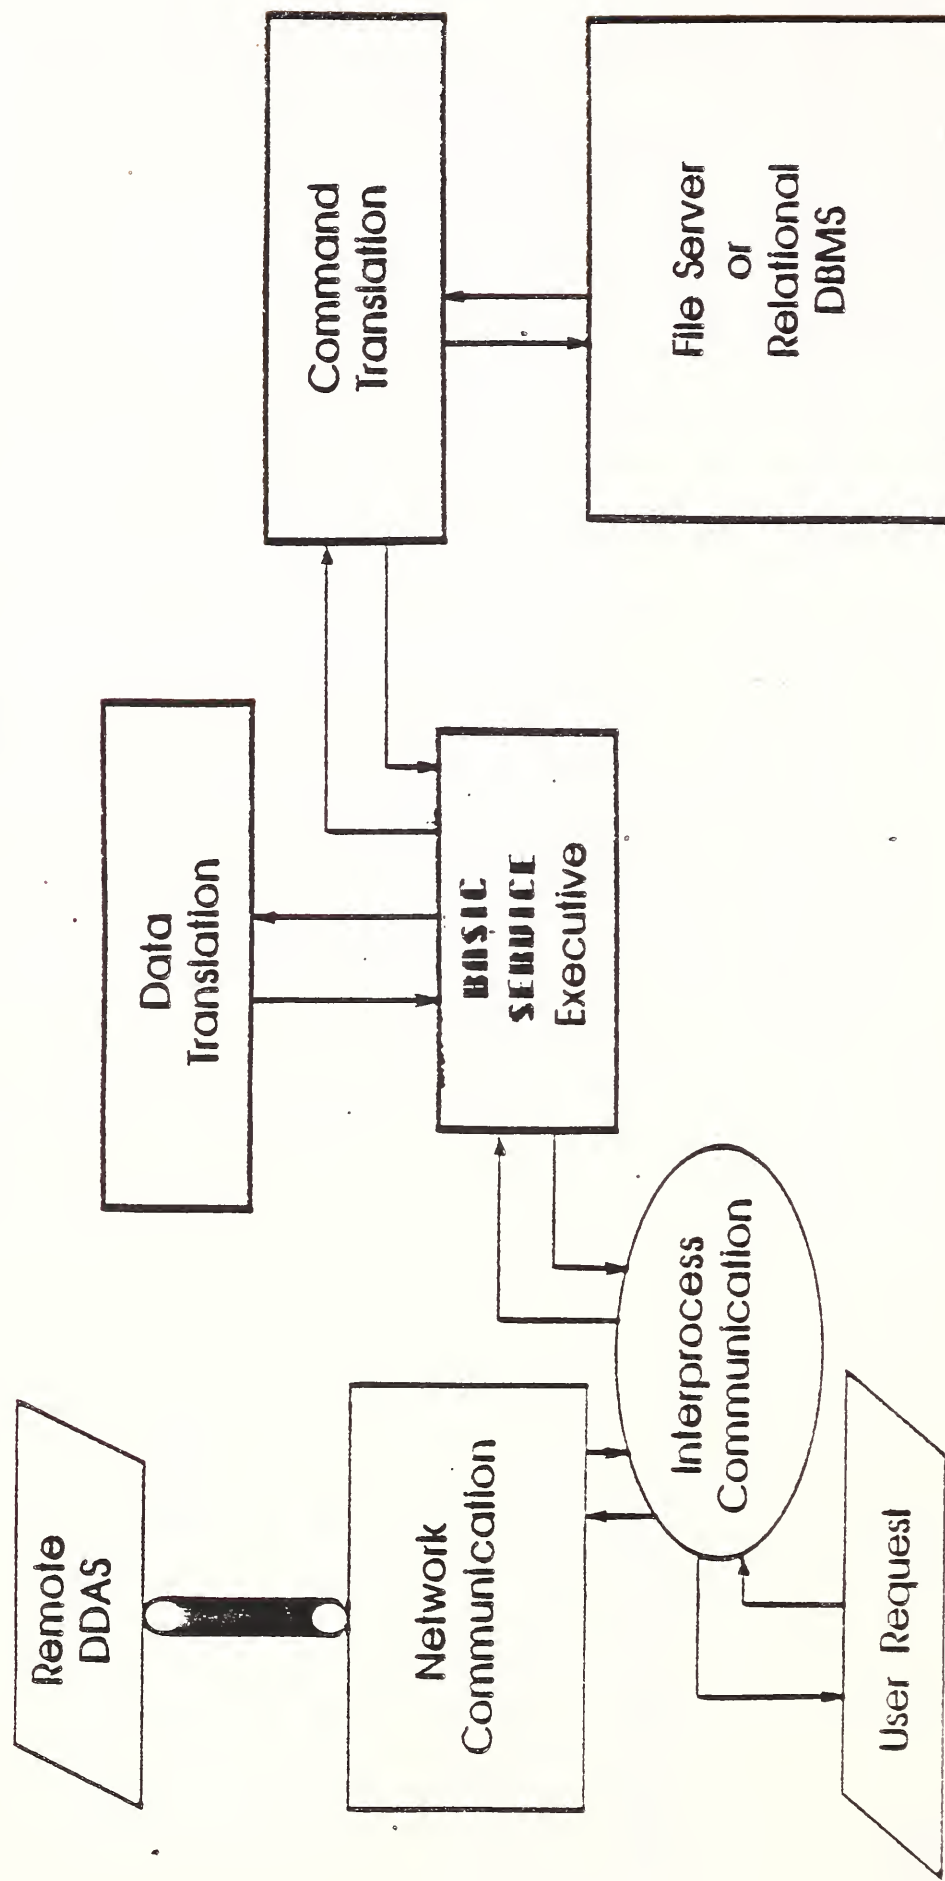 Remote
DDAS
Network
Communication
User Request
Interprocess
Communication
Data
Translation
BASIC
SERVICE
Executive
Command
Translation
File Server
or
Relational
DBMS